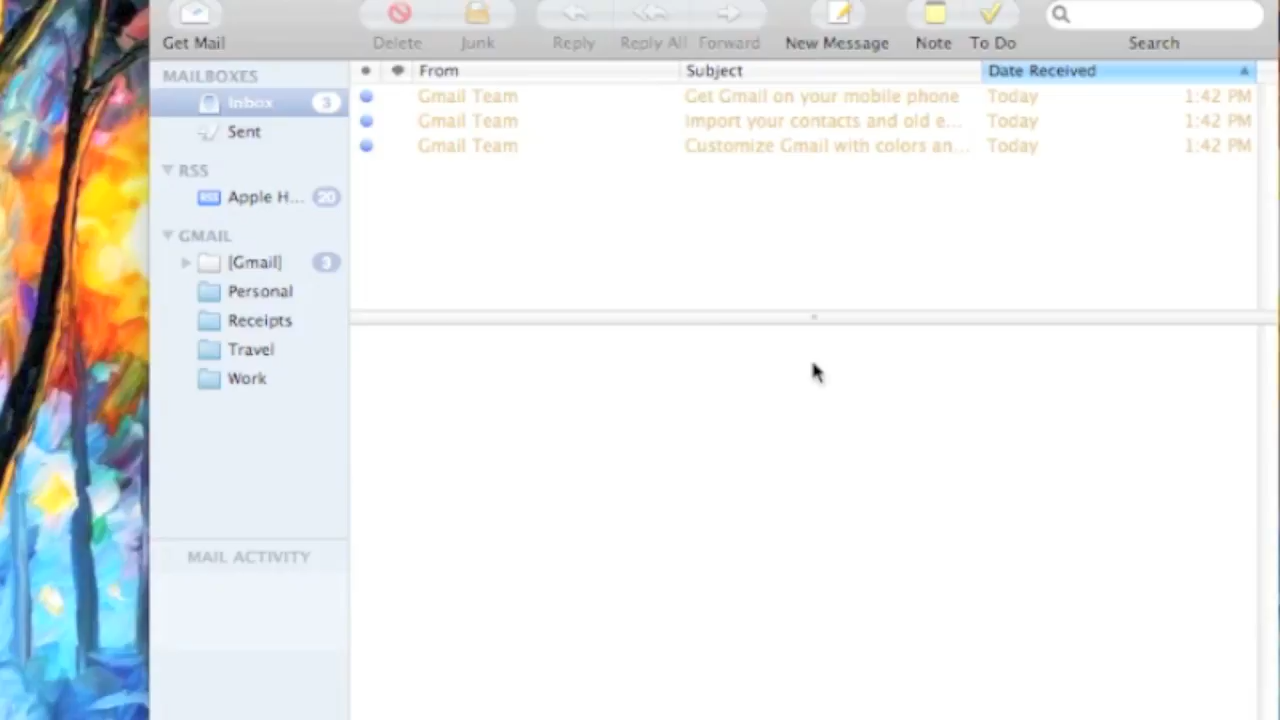 Get Mail Delete Junk Reply Reply All Forward New Message Note To Do Search
MAILBOXES
Inbox 3
Sent
RSS
Apple H... 20
GMAIL
[Gmail] 3
Personal
Receipts
Travel
Work
MAIL ACTIVITY
From Subject Date Received
Gmail Team Get Gmail on your mobile phone Today 1:42 PM
Gmail Team Import your contacts and old e... Today 1:42 PM
Gmail Team Customize Gmail with colors an... Today 1:42 PM